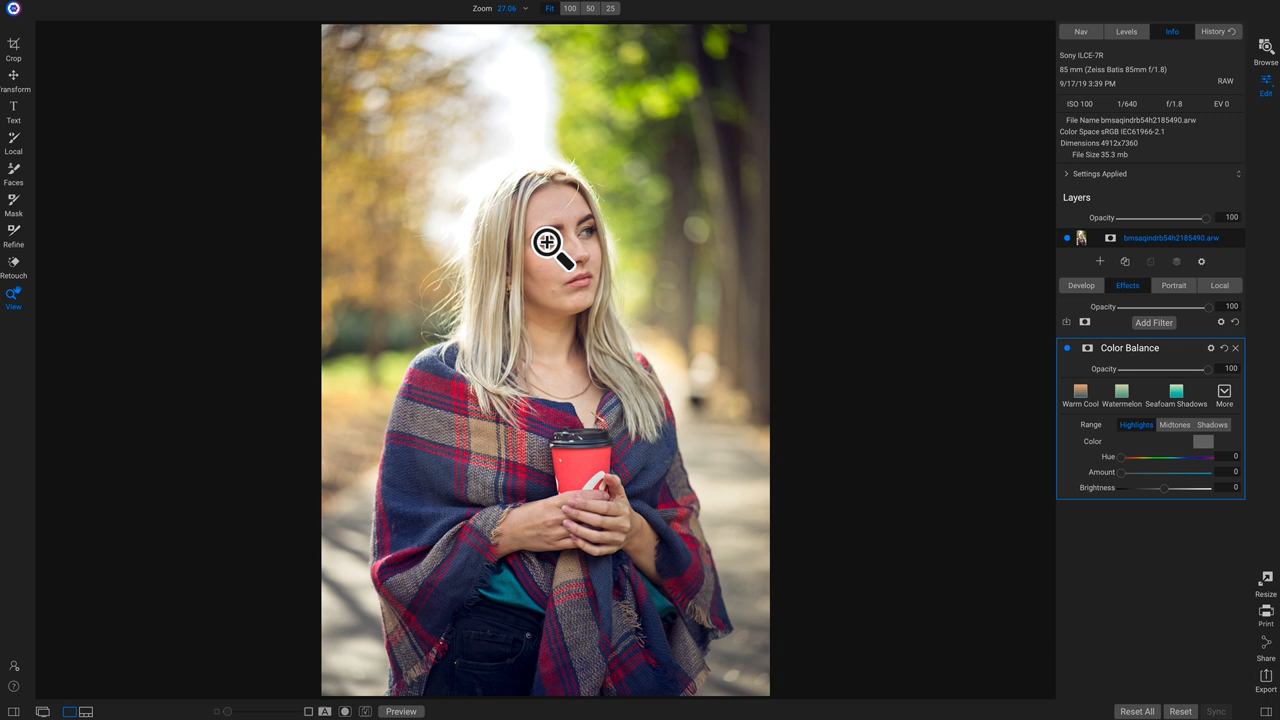 Zoom 27.06 Fit 100 50 25
Crop
ransform
Text
Local
Faces
Mask
Refine
Retouch
View
Nav Levels Info History
Sony ILCE-7R
85 mm (Zeiss Batis 85mm f/1.8)
9/17/19 3:39 PM
RAW
ISO 100 1/640 f/1.8 EV 0
File Name bmsaqindrb54h2185490.arw
Color Space sRGB IEC61966-2.1
Dimensions 4912x7360
File Size 35.3 mb
Settings Applied
Layers
Opacity 100
bmsaqindrb54h2185490.arw
Develop Effects Portrait Local
Opacity 100
Add Filter
Color Balance
Opacity 100
Warm Cool Watermelon Seafoam Shadows More
Range Highlights Midtones Shadows
Color
Hue 0
Amount 0
Brightness 0
Browse
Edit
Resize
Print
Share
Export
A Preview
Reset All Reset Sync